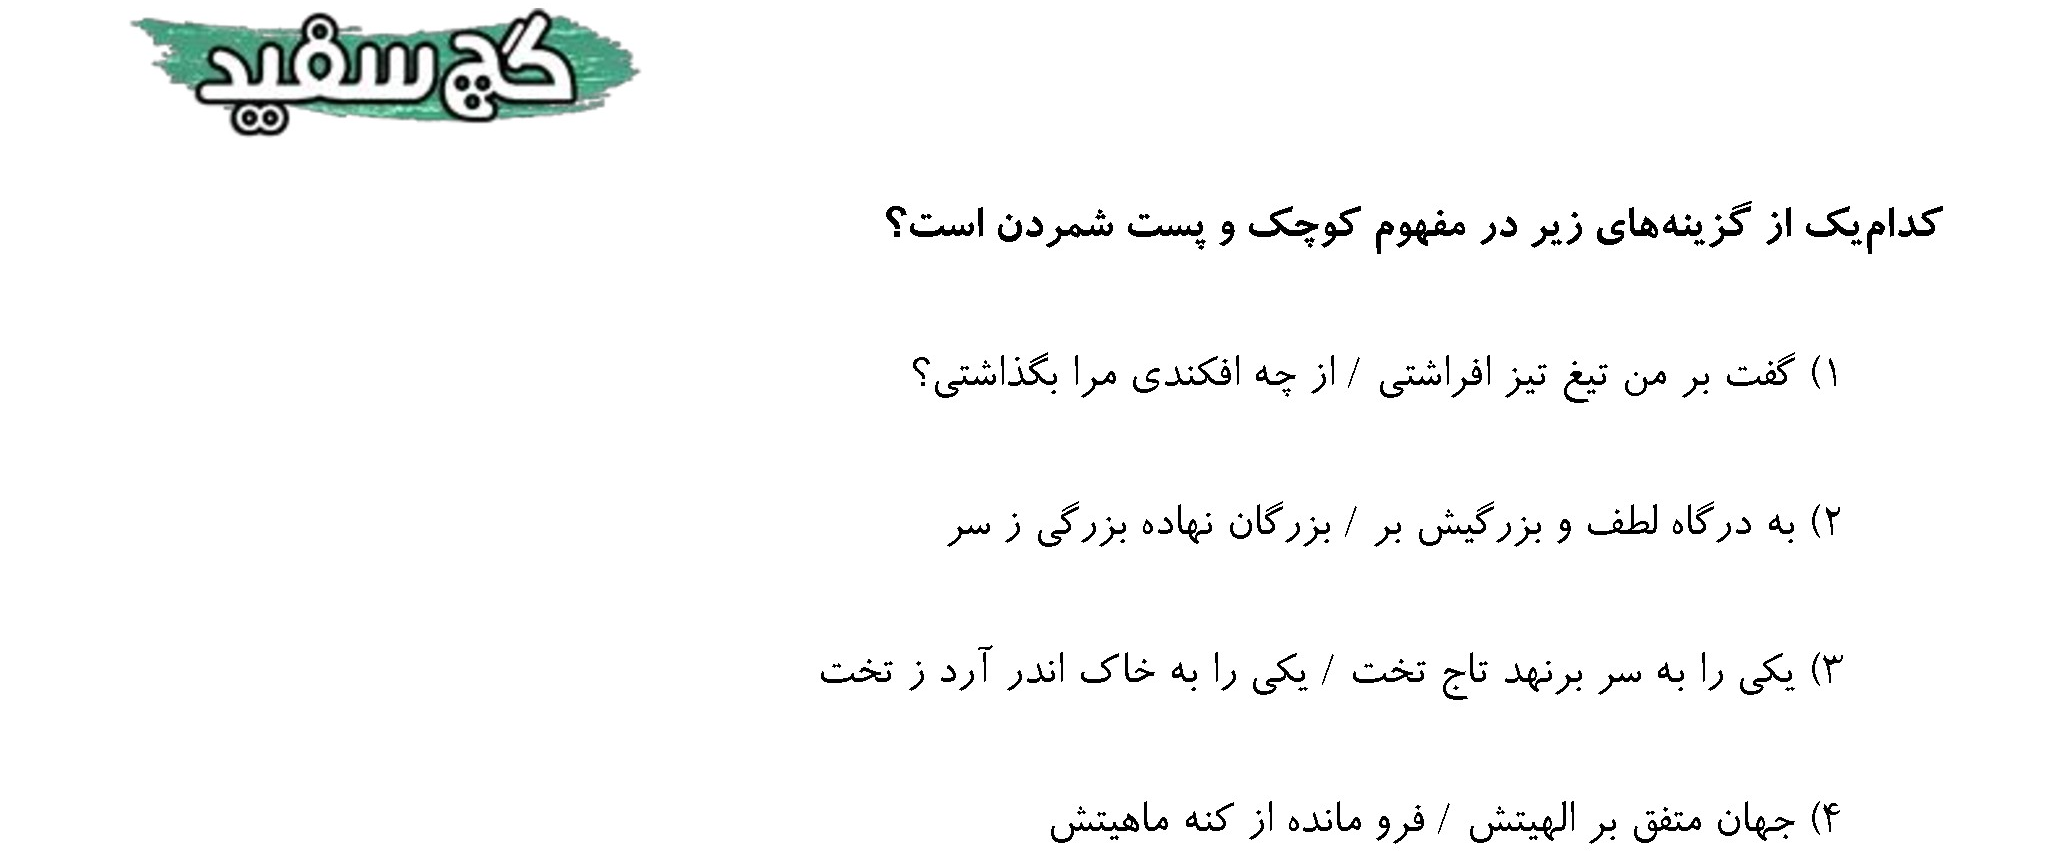 گچ سفید
کدام‌یک از گزینه‌های زیر در مفهوم کوچک و پست شمردن است؟
۱) گفت بر من تیغ تیز افراشتی / از چه افکندی مرا بگذاشتی؟
۲) به درگاه لطف و بزرگیش بر / بزرگان نهاده بزرگی ز سر
۳) یکی را به سر برنهد تاج تخت / یکی را به خاک اندر آرد ز تخت
۴) جهان متفق بر الهیتش / فرو مانده از کنه ماهیتش